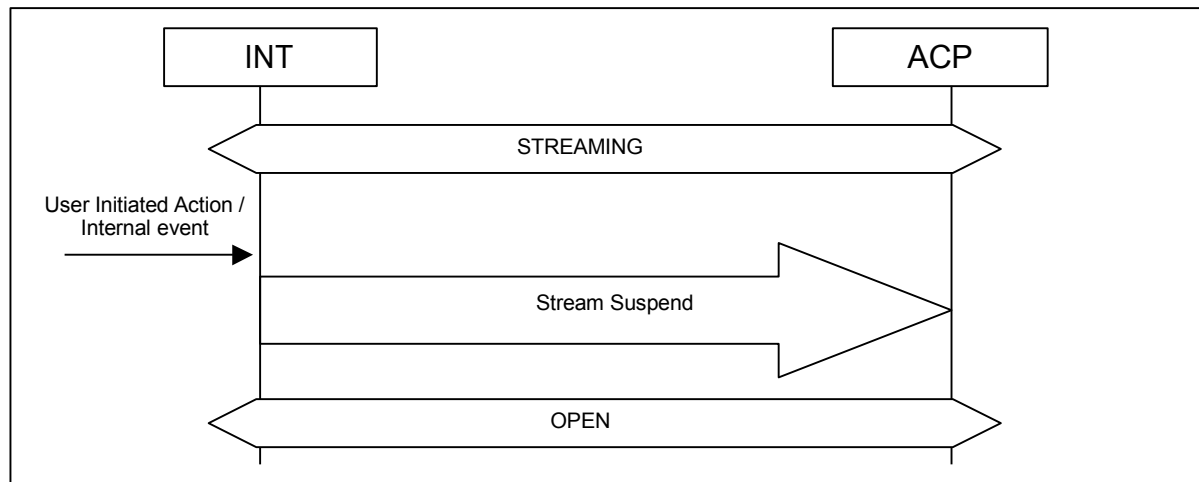 INT
ACP
STREAMING
User Initiated Action /
Internal event
Stream Suspend
OPEN